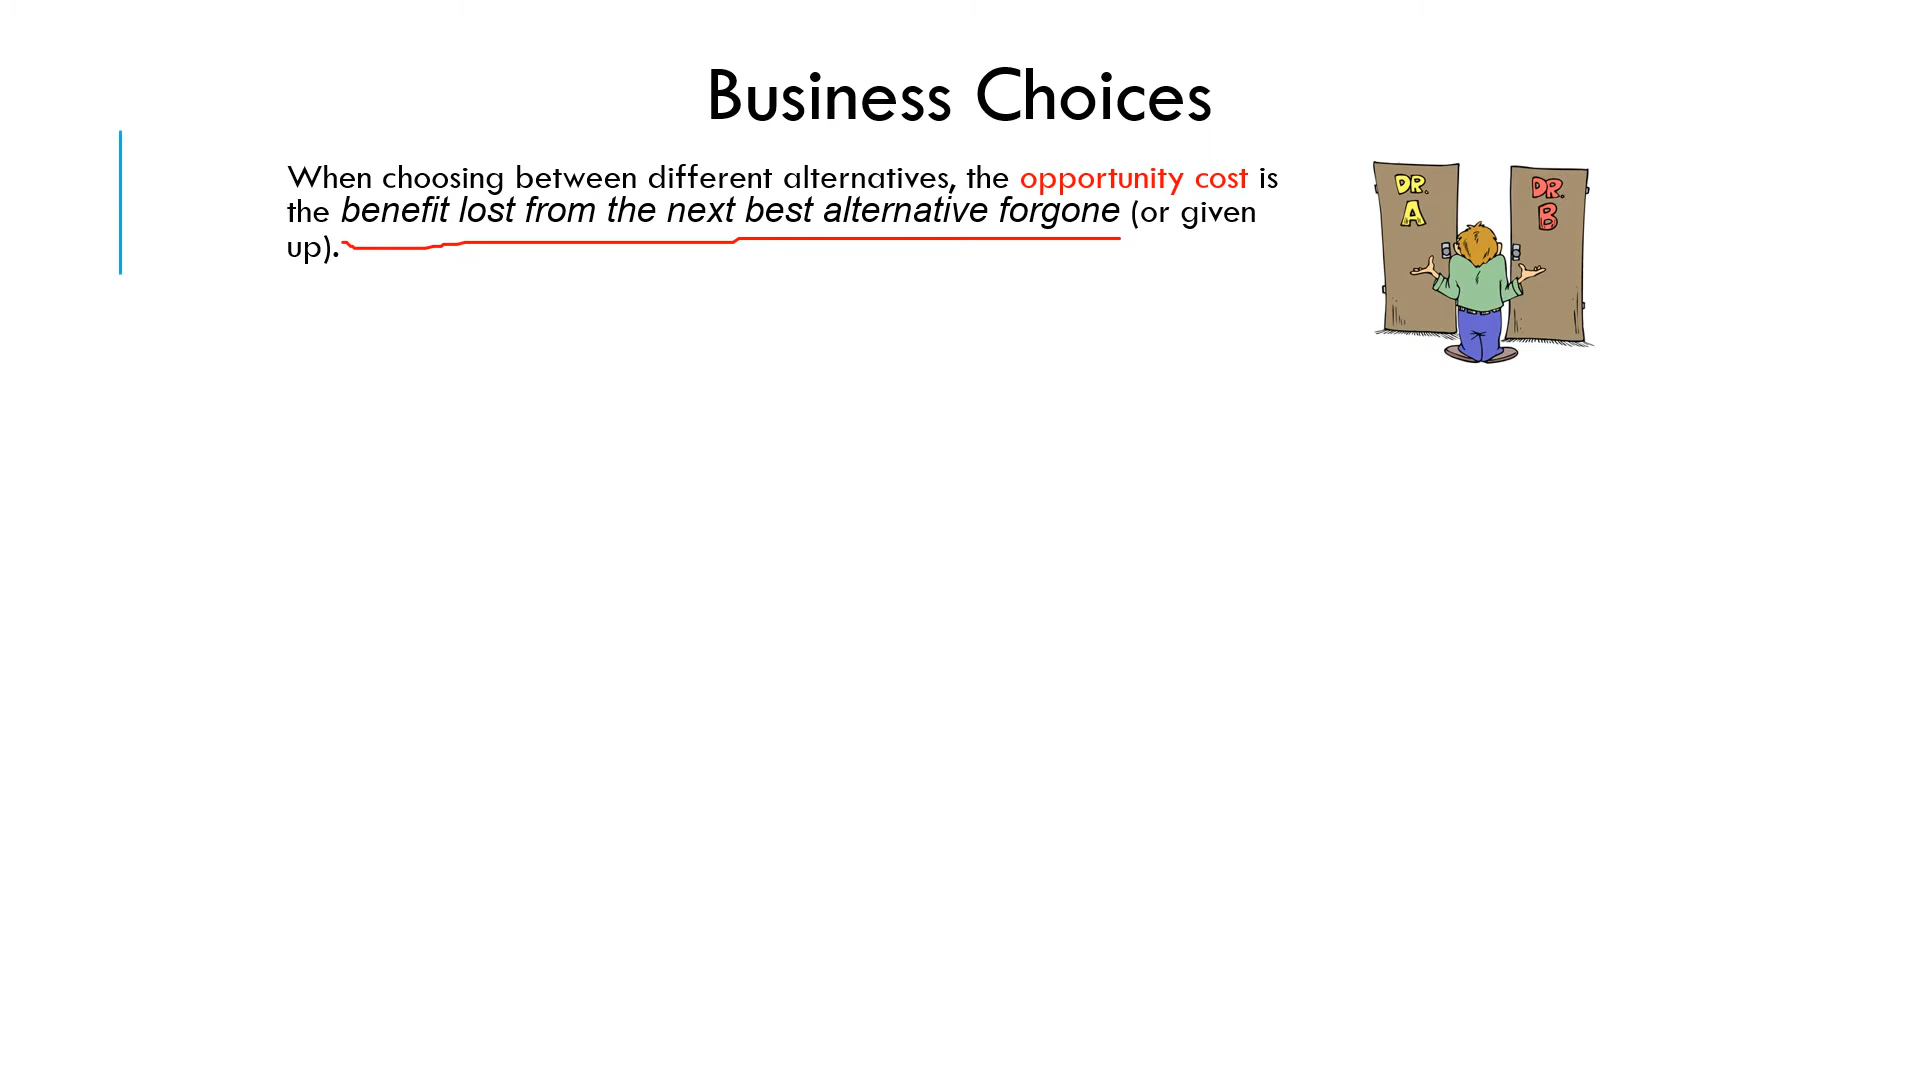 Business Choices
When choosing between different alternatives, the opportunity cost is
the benefit lost from the next best alternative forgone (or given
up).
DR.
A
DR.
B